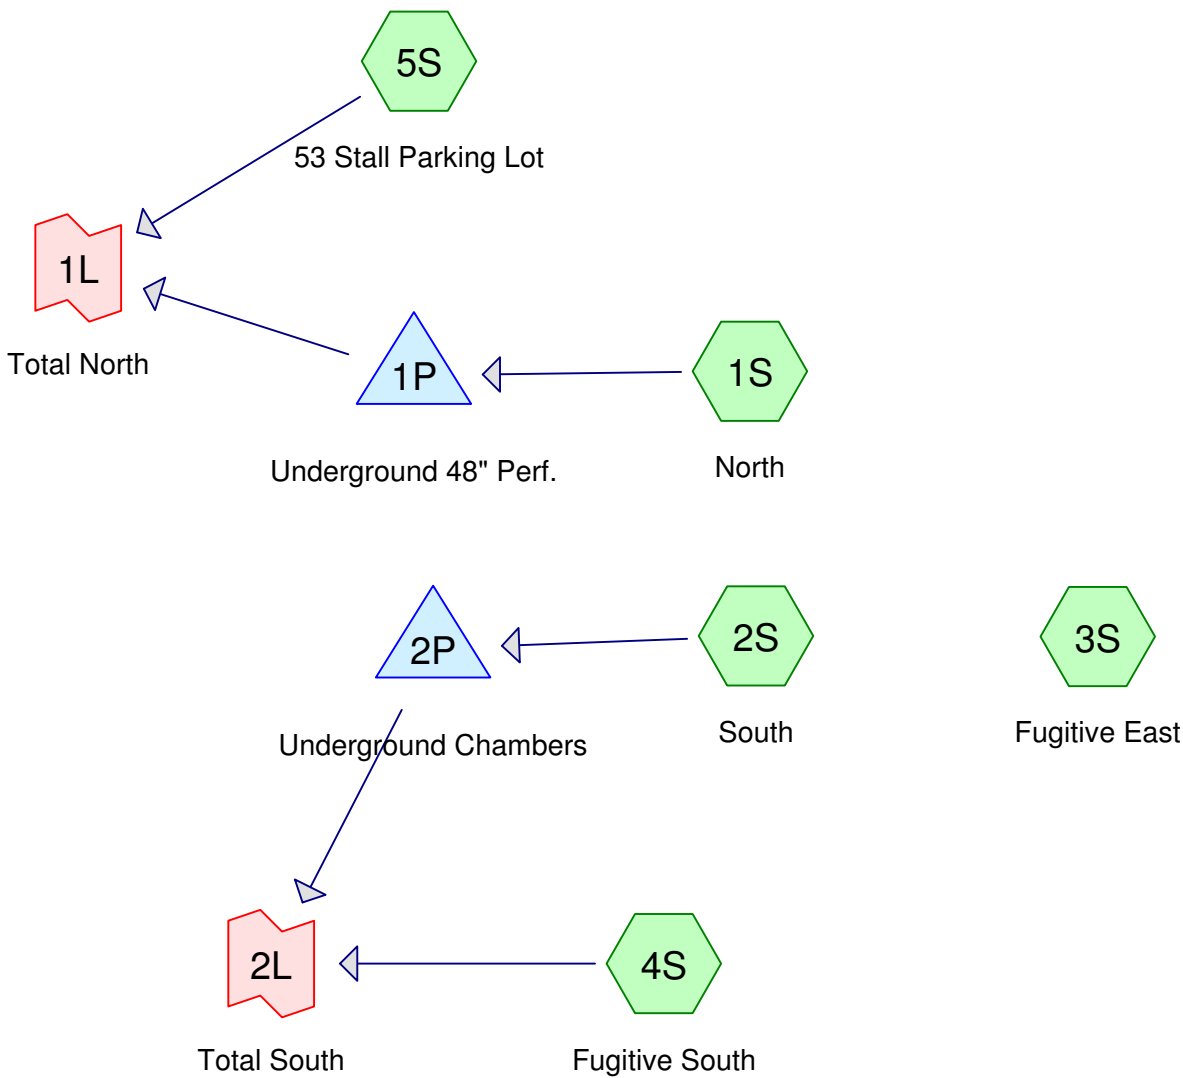 5S
53 Stall Parking Lot
1L
Total North
1P
Underground 48" Perf.
1S
North
2P
Underground Chambers
2S
South
3S
Fugitive East
2L
Total South
4S
Fugitive South